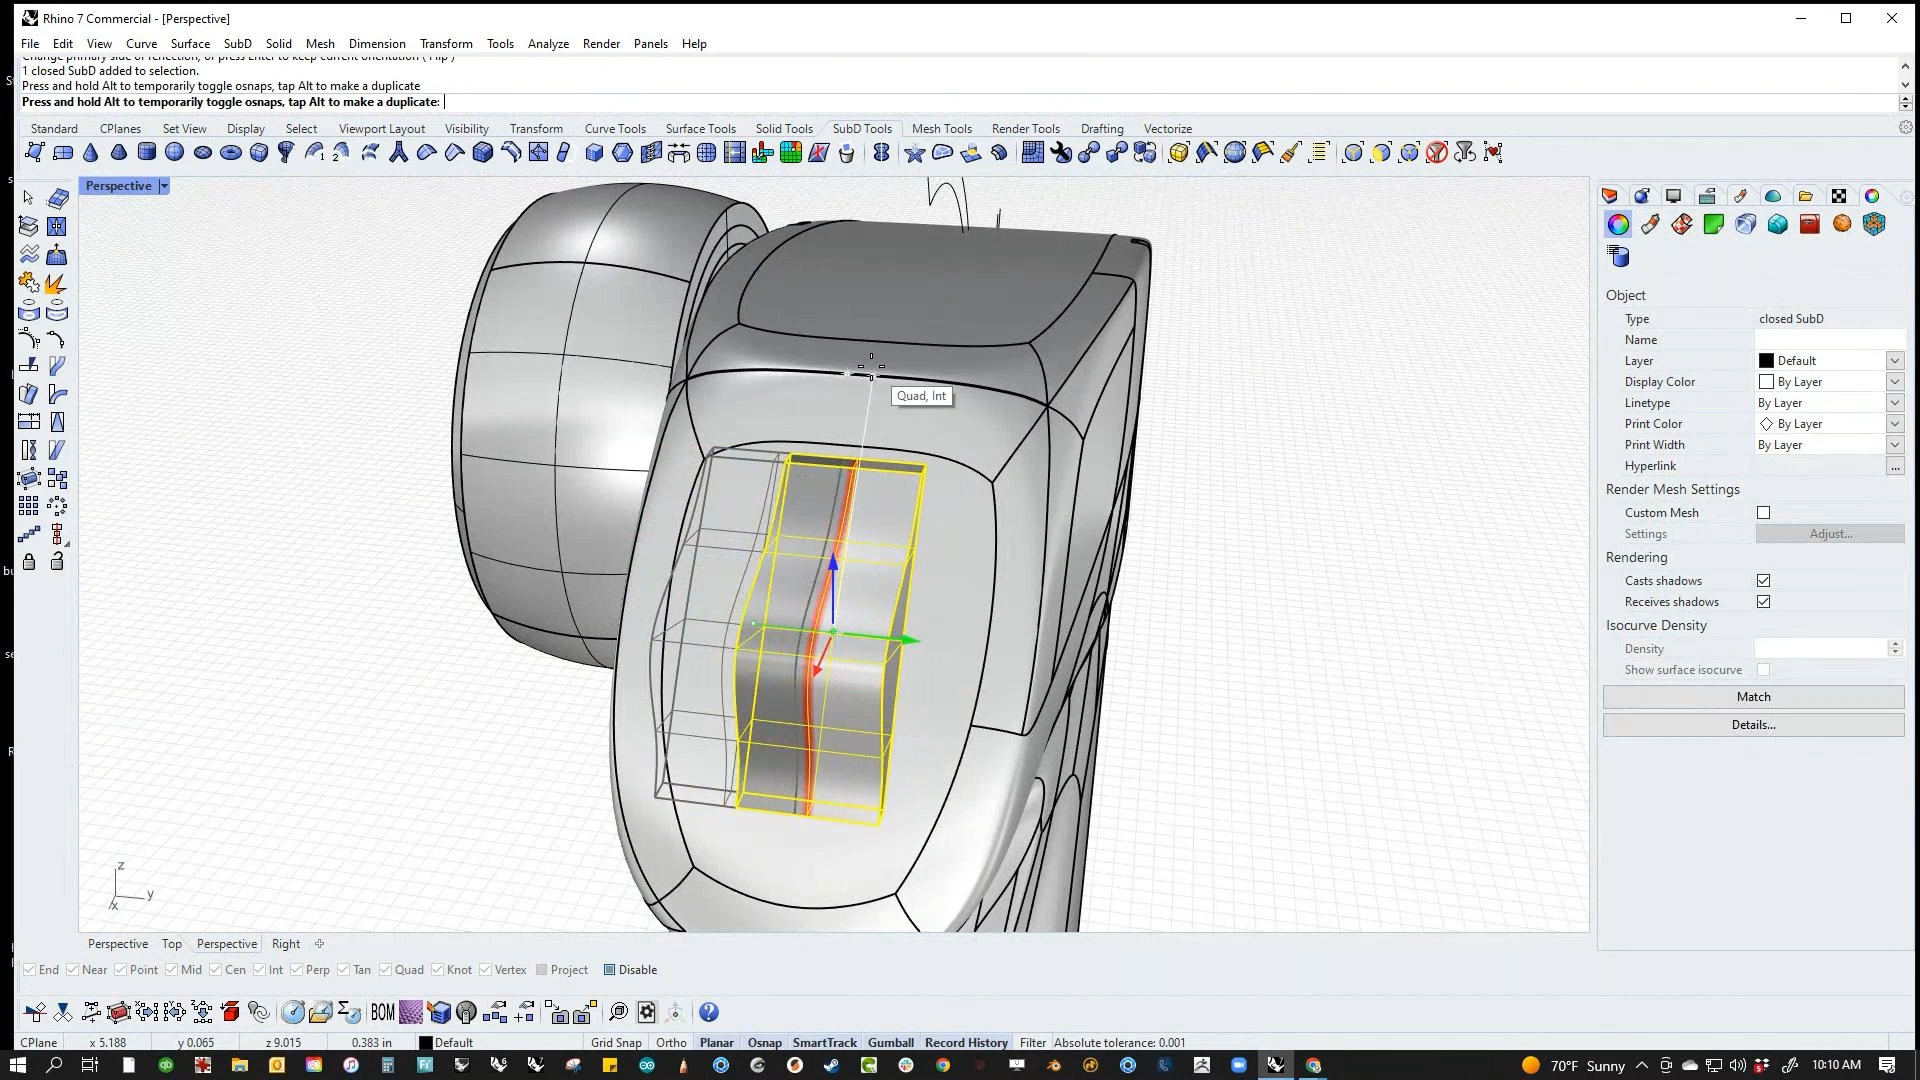 Rhino 7 Commercial - [Perspective]
File Edit View Curve Surface SubD Solid Mesh Dimension Transform Tools Analyze Render Panels Help
Change primary side of reflection, or press Enter to keep current orientation ( Flip )
1 closed SubD added to selection.
Press and hold Alt to temporarily toggle osnaps, tap Alt to make a duplicate
Press and hold Alt to temporarily toggle osnaps, tap Alt to make a duplicate:
Standard CPlanes Set View Display Select Viewport Layout Visibility Transform Curve Tools Surface Tools Solid Tools SubD Tools Mesh Tools Render Tools Drafting Vectorize
Perspective
Quad, Int
Object
Type closed SubD
Name
Layer Default
Display Color By Layer
Linetype By Layer
Print Color By Layer
Print Width By Layer
Hyperlink ...
Render Mesh Settings
Custom Mesh
Settings Adjust...
Rendering
Casts shadows
Receives shadows
Isocurve Density
Density
Show surface isocurve
Match
Details...
z
y
x
Perspective Top Perspective Right
End Near Point Mid Cen Int Perp Tan Quad Knot Vertex Project Disable
BOM
CPlane x 5.188 y 0.065 z 9.015 0.383 in Default Grid Snap Ortho Planar Osnap SmartTrack Gumball Record History Filter Absolute tolerance: 0.001
70°F Sunny 10:10 AM